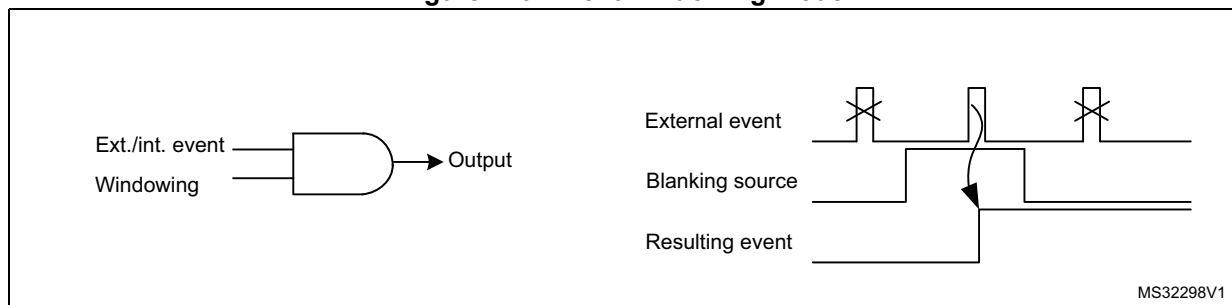 Ext./int. event
Windowing
Output
External event
Blanking source
Resulting event
MS32298V1